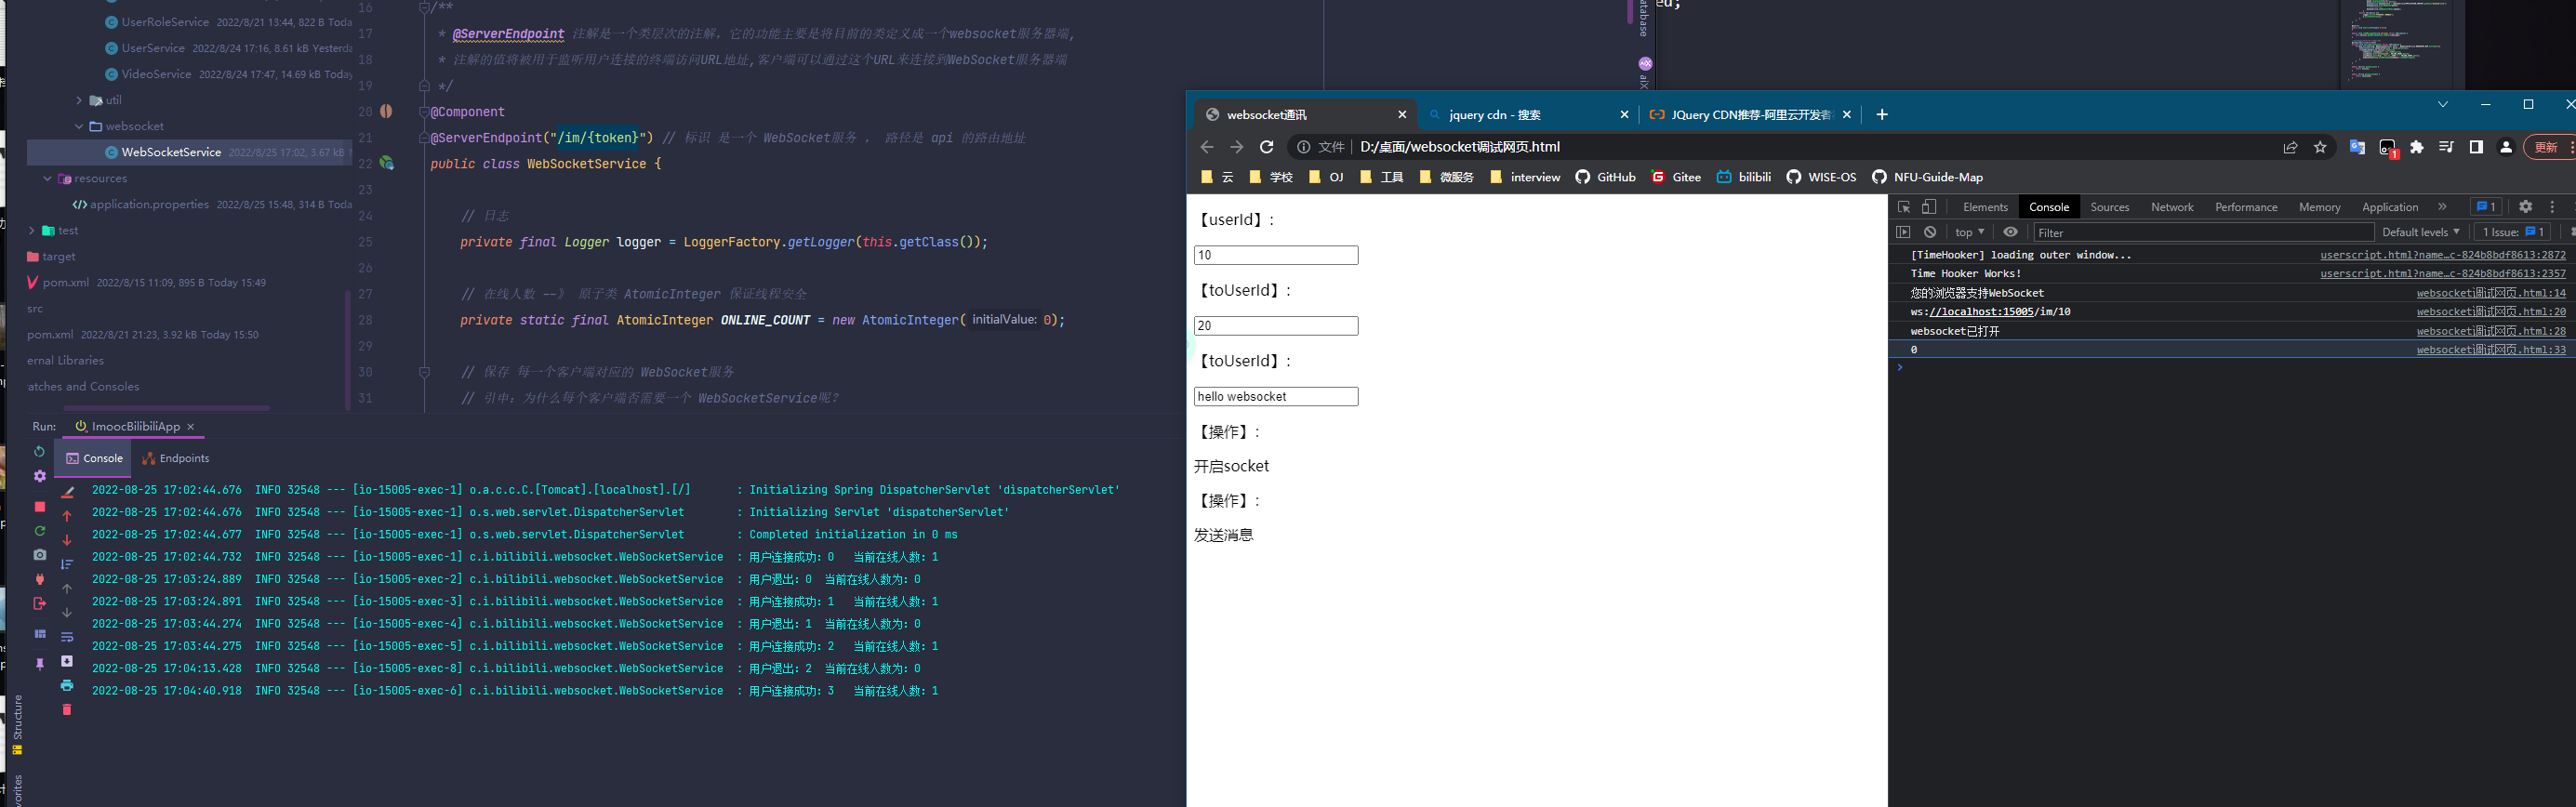 UserRoleService 2022/8/21 13:44, 822 B Today
UserService 2022/8/24 17:16, 8.61 kB Yesterda
VideoService 2022/8/24 17:47, 14.69 kB Today
util
websocket
WebSocketService 2022/8/25 17:02, 3.67 kB
resources
application.properties 2022/8/25 15:48, 314 B Toda
test
target
pom.xml 2022/8/15 11:09, 895 B Today 15:49
src
pom.xml 2022/8/21 21:23, 3.92 kB Today 15:50
ernal Libraries
atches and Consoles
16 /**
17 * @ServerEndpoint 注解是一个类层次的注解，它的功能主要是将目前的类定义成一个websocket服务器端,
18 * 注解的值将被用于监听用户连接的终端访问URL地址,客户端可以通过这个URL来连接到WebSocket服务器端
19 */
20 @Component
21 @ServerEndpoint("/im/{token}") // 标识 是一个 WebSocket服务 ， 路径是 api 的路由地址
22 public class WebSocketService {
23
24 // 日志
25 private final Logger logger = LoggerFactory.getLogger(this.getClass());
26
27 // 在线人数 --》 原子类 AtomicInteger 保证线程安全
28 private static final AtomicInteger ONLINE_COUNT = new AtomicInteger( initialValue: 0);
29
30 // 保存 每一个客户端对应的 WebSocket服务
31 // 引申：为什么每个客户端否需要一个 WebSocketService呢？
atabase
aiX
ed;
Run: ImoocBilibiliApp ×
Console Endpoints
2022-08-25 17:02:44.676 INFO 32548 --- [io-15005-exec-1] o.a.c.c.C.[Tomcat].[localhost].[/] : Initializing Spring DispatcherServlet 'dispatcherServlet'
2022-08-25 17:02:44.676 INFO 32548 --- [io-15005-exec-1] o.s.web.servlet.DispatcherServlet : Initializing Servlet 'dispatcherServlet'
2022-08-25 17:02:44.677 INFO 32548 --- [io-15005-exec-1] o.s.web.servlet.DispatcherServlet : Completed initialization in 0 ms
2022-08-25 17:02:44.732 INFO 32548 --- [io-15005-exec-1] c.i.bilibili.websocket.WebSocketService : 用户连接成功：0 当前在线人数：1
2022-08-25 17:03:24.889 INFO 32548 --- [io-15005-exec-2] c.i.bilibili.websocket.WebSocketService : 用户退出：0 当前在线人数为：0
2022-08-25 17:03:24.891 INFO 32548 --- [io-15005-exec-3] c.i.bilibili.websocket.WebSocketService : 用户连接成功：1 当前在线人数：1
2022-08-25 17:03:44.274 INFO 32548 --- [io-15005-exec-4] c.i.bilibili.websocket.WebSocketService : 用户退出：1 当前在线人数为：0
2022-08-25 17:03:44.275 INFO 32548 --- [io-15005-exec-5] c.i.bilibili.websocket.WebSocketService : 用户连接成功：2 当前在线人数：1
2022-08-25 17:04:13.428 INFO 32548 --- [io-15005-exec-8] c.i.bilibili.websocket.WebSocketService : 用户退出：2 当前在线人数为：0
2022-08-25 17:04:40.918 INFO 32548 --- [io-15005-exec-6] c.i.bilibili.websocket.WebSocketService : 用户连接成功：3 当前在线人数：1
Structure
vorites
websocket通讯
jquery cdn - 搜索
JQuery CDN推荐-阿里云开发者
文件 D:/桌面/websocket调试网页.html
更新
云 学校 OJ 工具 微服务 interview GitHub Gitee bilibili WISE-OS NFU-Guide-Map
【userId】:
10
【toUserId】:
20
【toUserId】:
hello websocket
【操作】:
开启socket
【操作】:
发送消息
Elements Console Sources Network Performance Memory Application » 1
top Filter Default levels 1 Issue: 1
[TimeHooker] loading outer window... userscript.html?name…c-824b8bdf8613:2872
Time Hooker Works! userscript.html?name…c-824b8bdf8613:2357
您的浏览器支持WebSocket websocket调试网页.html:14
ws://localhost:15005/im/10 websocket调试网页.html:20
websocket已打开 websocket调试网页.html:28
0 websocket调试网页.html:33